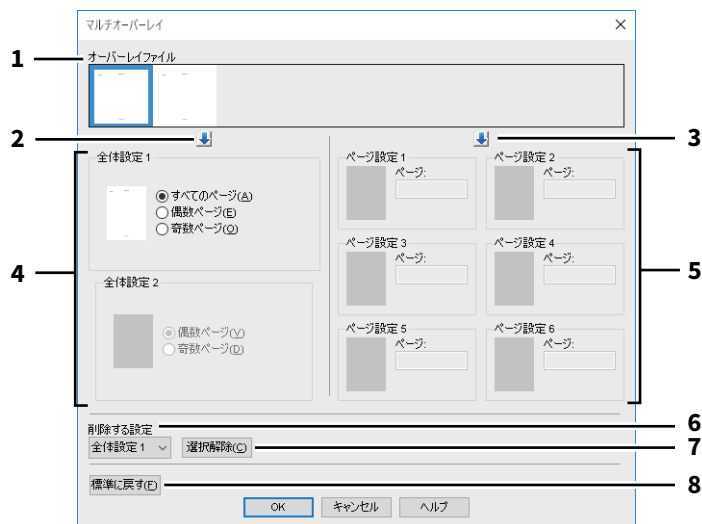 マルチオーバーレイ
1
オーバーレイファイル
2
3
4
全体設定 1
すべてのページ(A)
偶数ページ(E)
奇数ページ(O)
全体設定 2
偶数ページ(V)
奇数ページ(D)
ページ設定 1
ページ:
ページ設定 2
ページ:
ページ設定 3
ページ:
ページ設定 4
ページ:
ページ設定 5
ページ:
ページ設定 6
ページ:
5
削除する設定
6
全体設定 1
選択解除(C)
7
標準に戻す(F)
8
OK
キャンセル
ヘルプ